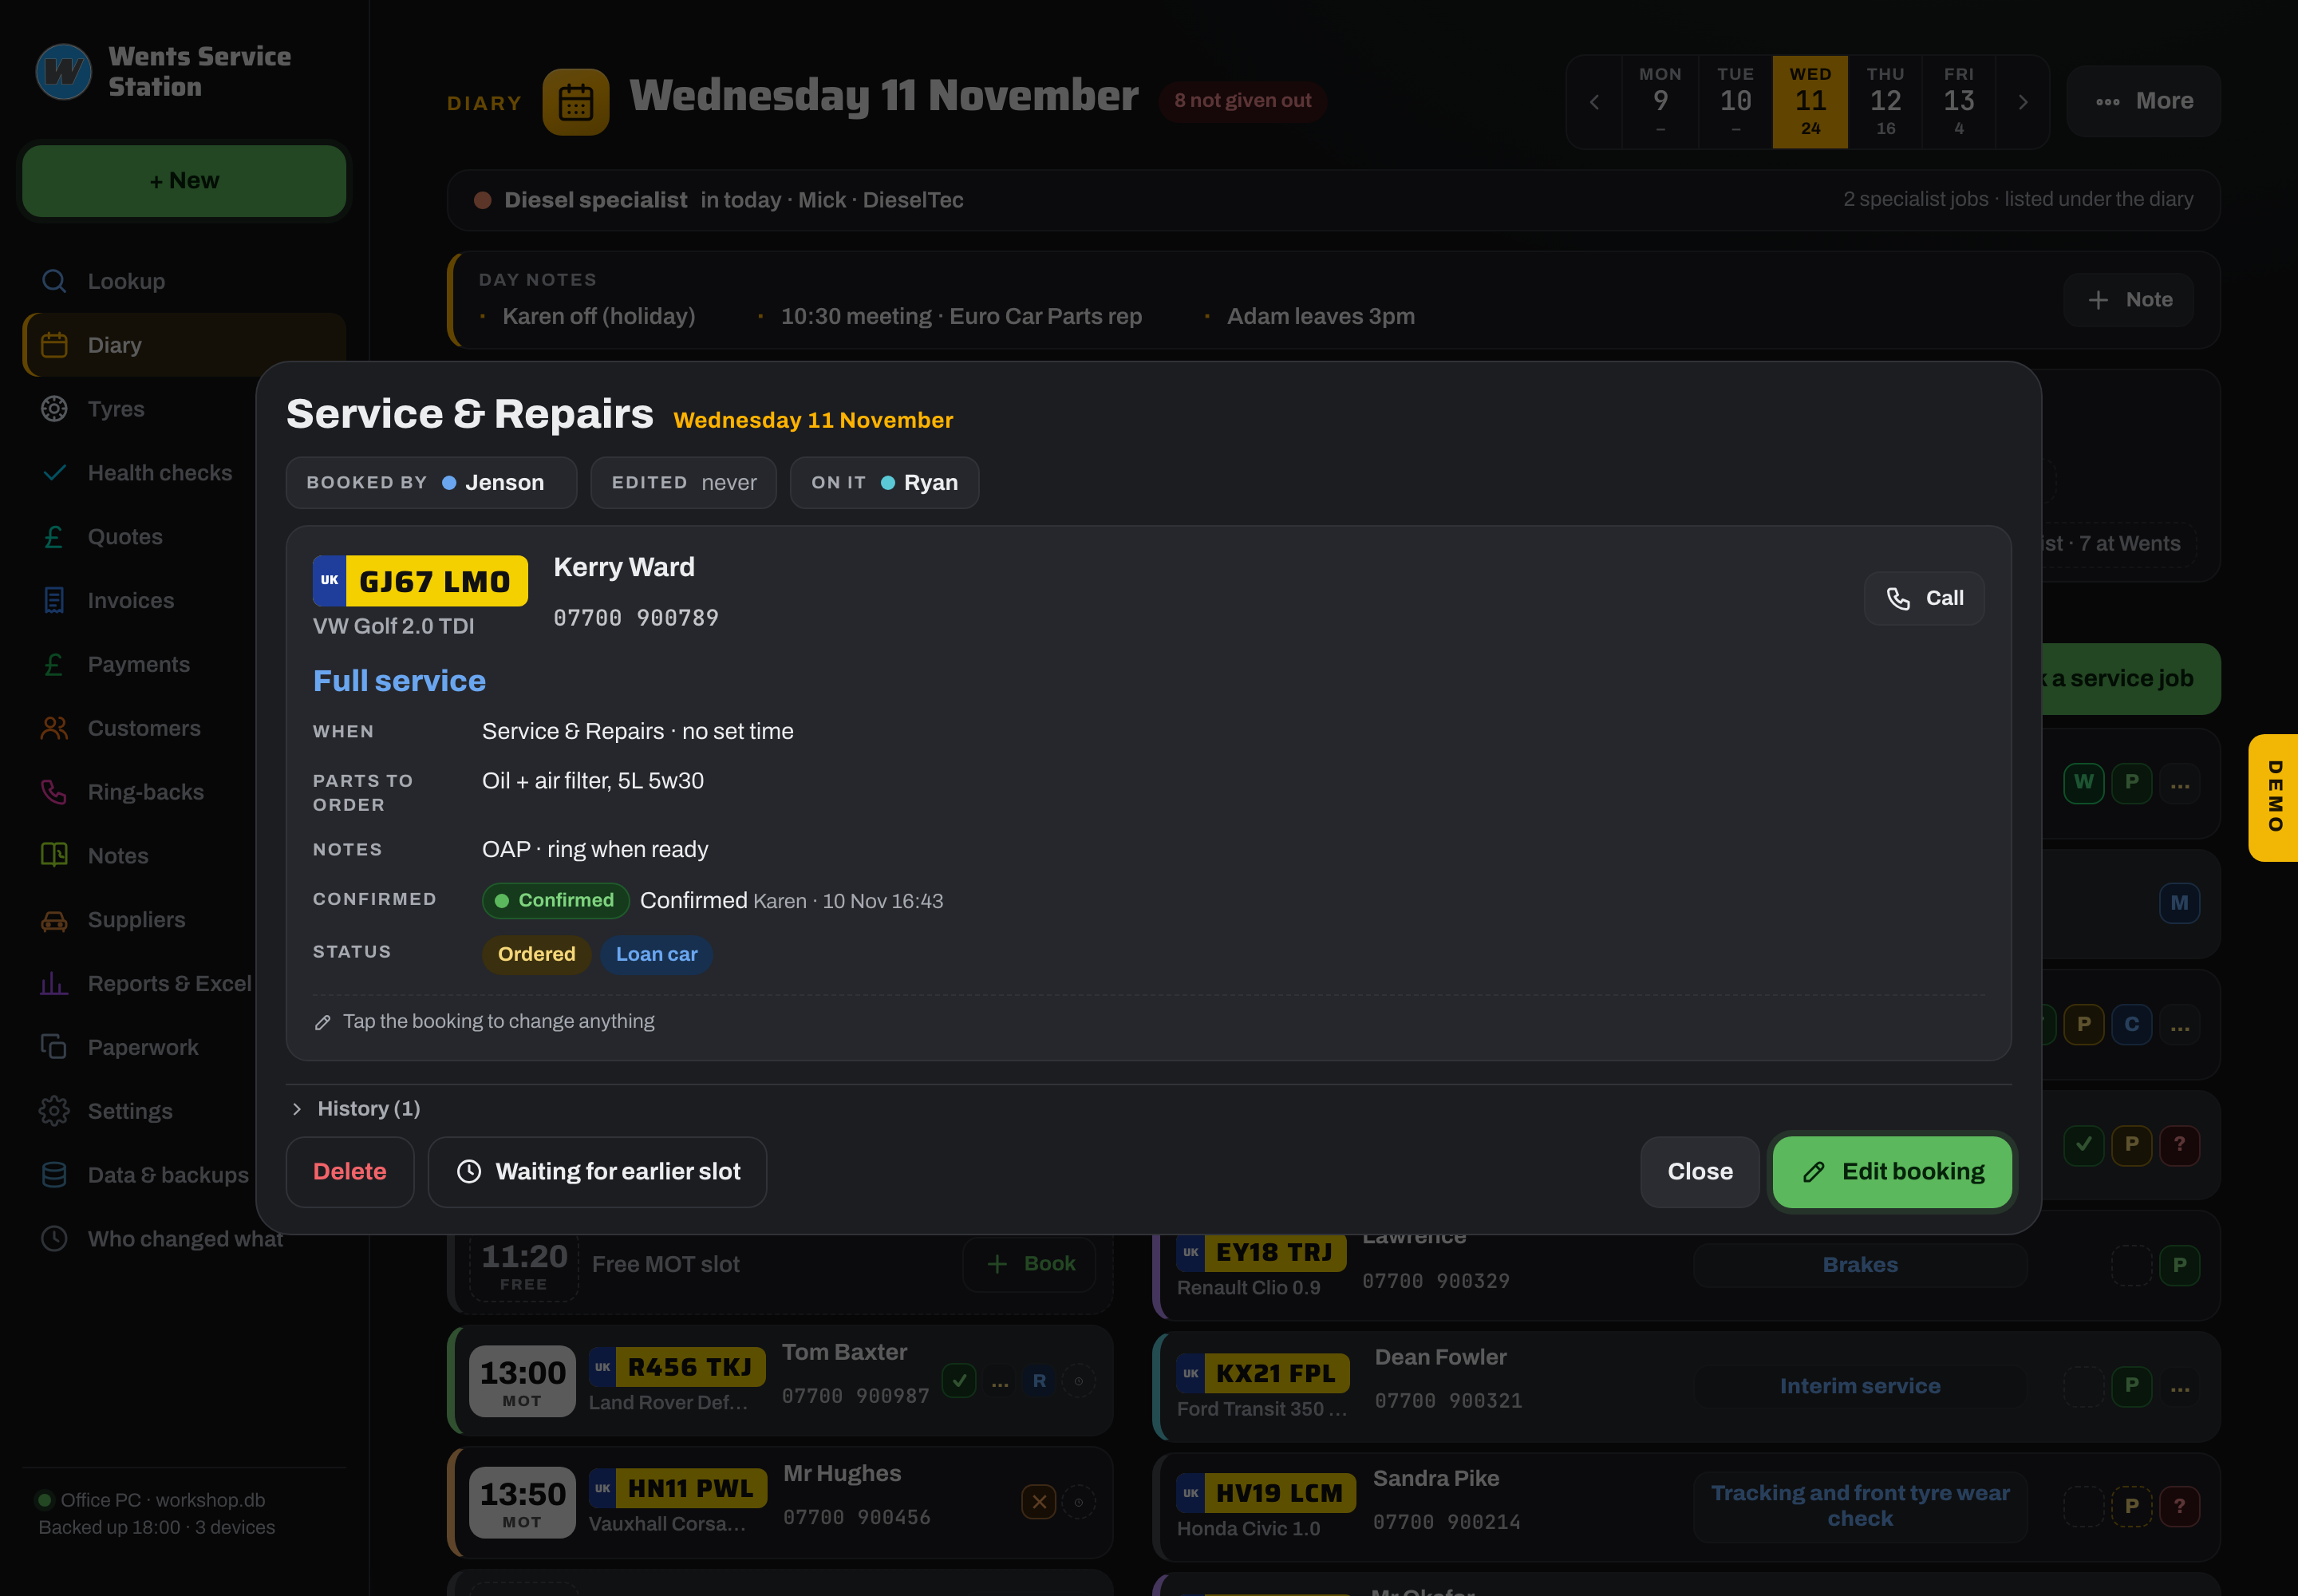 Wents Service
Station
+ New
Lookup
Diary
Tyres
Health checks
Quotes
Invoices
Payments
Customers
Ring-backs
Notes
Suppliers
Reports & Excel
Paperwork
Settings
Data & backups
Who changed what
Office PC · workshop.db
Backed up 18:00 · 3 devices
DIARY
Wednesday 11 November
8 not given out
MON 9 –
TUE 10 –
WED 11 24
THU 12 16
FRI 13 4
More
Diesel specialist in today · Mick · DieselTec
2 specialist jobs · listed under the diary
DAY NOTES
· Karen off (holiday) · 10:30 meeting · Euro Car Parts rep · Adam leaves 3pm
Note
Service & Repairs Wednesday 11 November
BOOKED BY Jenson
EDITED never
ON IT Ryan
UK GJ67 LMO
VW Golf 2.0 TDI
Kerry Ward
07700 900789
Call
Full service
WHEN Service & Repairs · no set time
PARTS TO
ORDER
Oil + air filter, 5L 5w30
NOTES OAP · ring when ready
CONFIRMED Confirmed Confirmed Karen · 10 Nov 16:43
STATUS Ordered Loan car
Tap the booking to change anything
History (1)
Delete
Waiting for earlier slot
Close
Edit booking
· 7 at Wents
a service job
W P ...
M
P C ...
P ?
DEMO
11:20
FREE
Free MOT slot
Book
13:00
MOT
UK R456 TKJ
Land Rover Def...
Tom Baxter
07700 900987
... R
13:50
MOT
UK HN11 PWL
Vauxhall Corsa...
Mr Hughes
07700 900456
UK EY18 TRJ
Renault Clio 0.9
Lawrence
07700 900329
Brakes
P
UK KX21 FPL
Ford Transit 350 ...
Dean Fowler
07700 900321
Interim service
P ...
UK HV19 LCM
Honda Civic 1.0
Sandra Pike
07700 900214
Tracking and front tyre wear
check
P ?